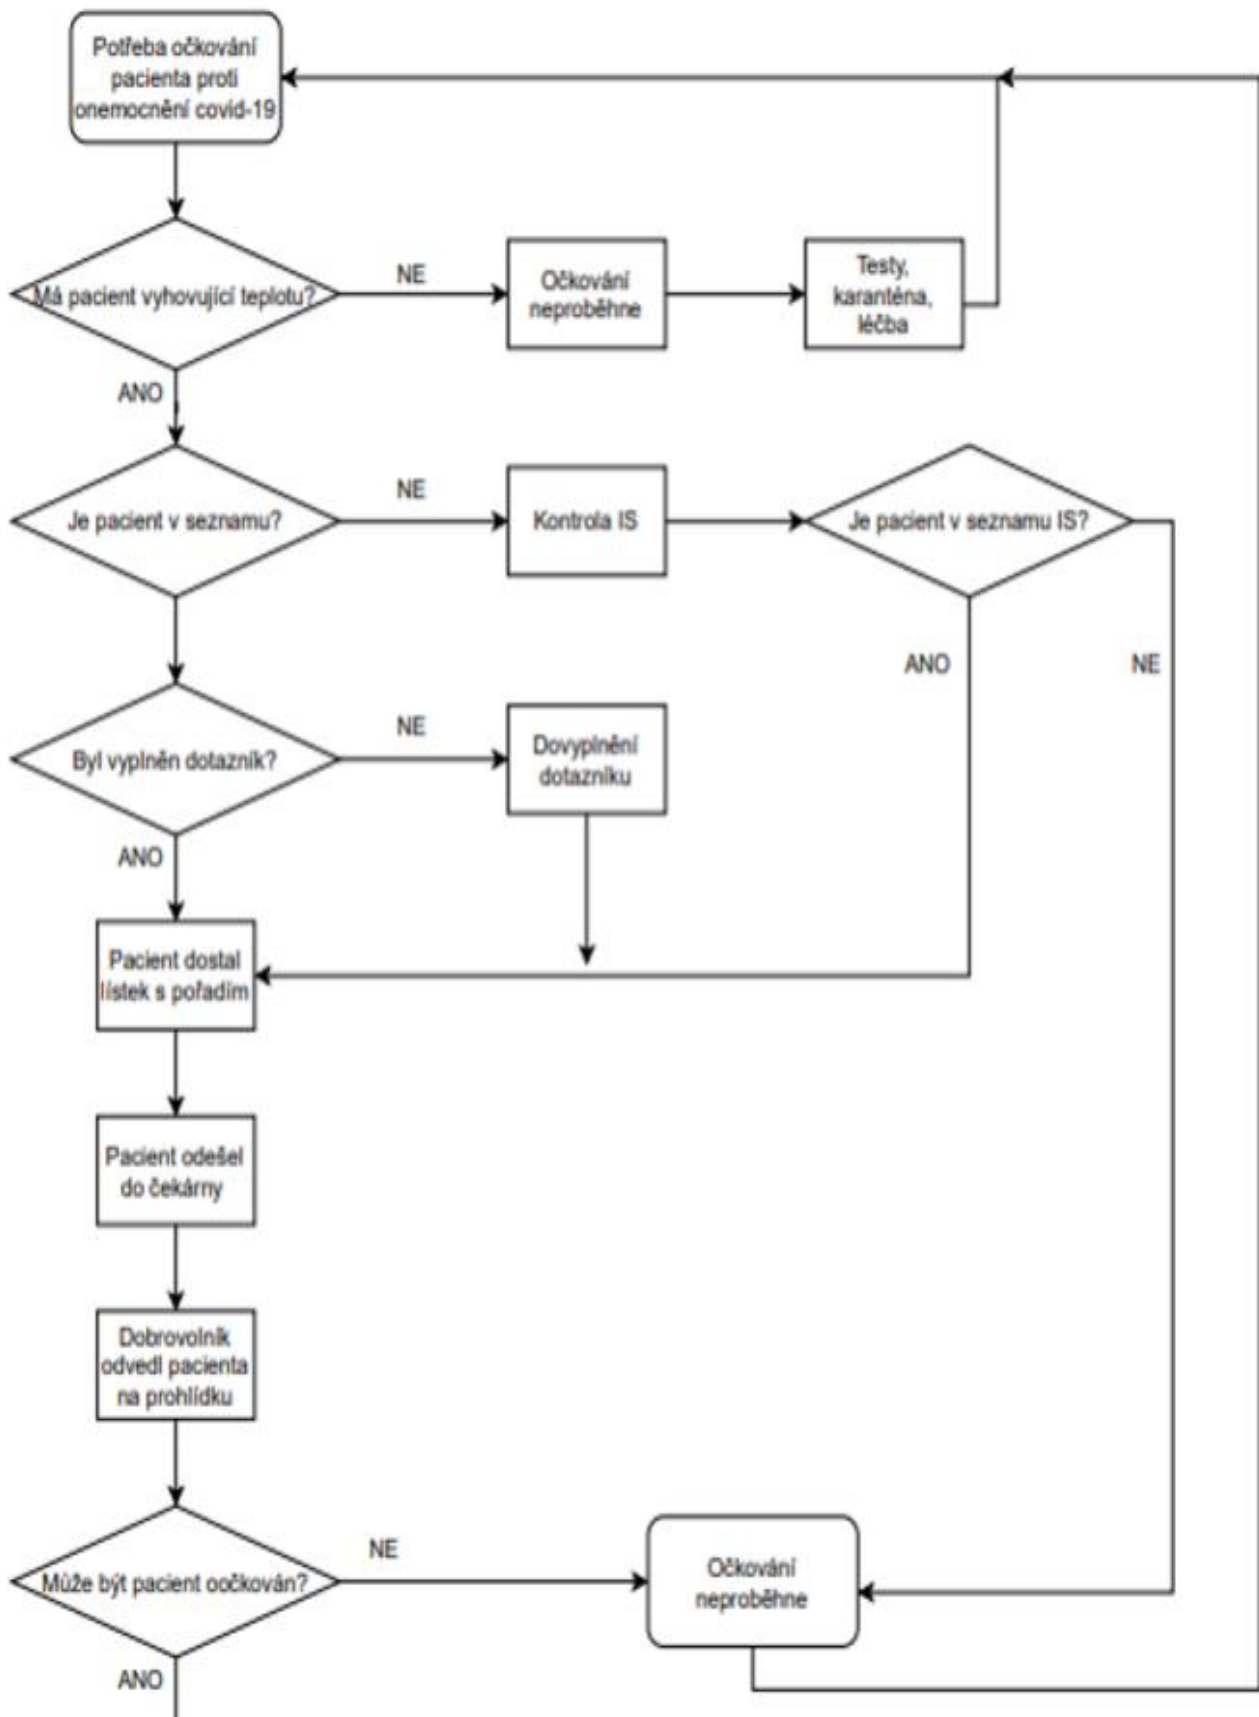 Potřeba očkování
pacienta proti
onemocnění covid-19
Má pacient vyhovující teplotu?
NE
Očkování
neproběhne
Testy,
karanténa,
léčba
ANO
Je pacient v seznamu?
NE
Kontrola IS
Je pacient v seznamu IS?
ANO
NE
Byl vyplněn dotazník?
NE
Dovyplnění
dotazníku
ANO
Pacient dostal
lístek s pořadím
Pacient odešel
do čekárny
Dobrovolník
odvedl pacienta
na prohlídku
Může být pacient oočkován?
NE
Očkování
neproběhne
ANO